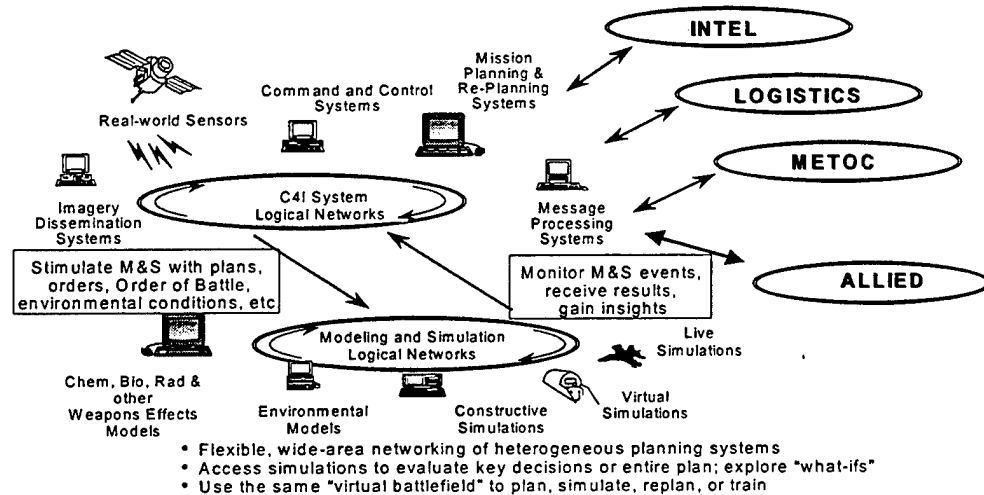 INTEL
Mission
Planning &
Re-Planning
Systems
Command and Control
Systems
LOGISTICS
Real-world Sensors
METOC
C4I System
Logical Networks
Imagery
Dissemination
Systems
Message
Processing
Systems
Stimulate M&S with plans,
orders, Order of Battle,
environmental conditions, etc
Monitor M&S events,
receive results,
gain insights
ALLIED
Modeling and Simulation
Logical Networks
Live
Simulations
Chem, Bio, Rad &
other
Weapons Effects
Models
Environmental
Models
Constructive
Simulations
Virtual
Simulations
• Flexible, wide-area networking of heterogeneous planning systems
• Access simulations to evaluate key decisions or entire plan; explore "what-ifs"
• Use the same "virtual battlefield" to plan, simulate, replan, or train